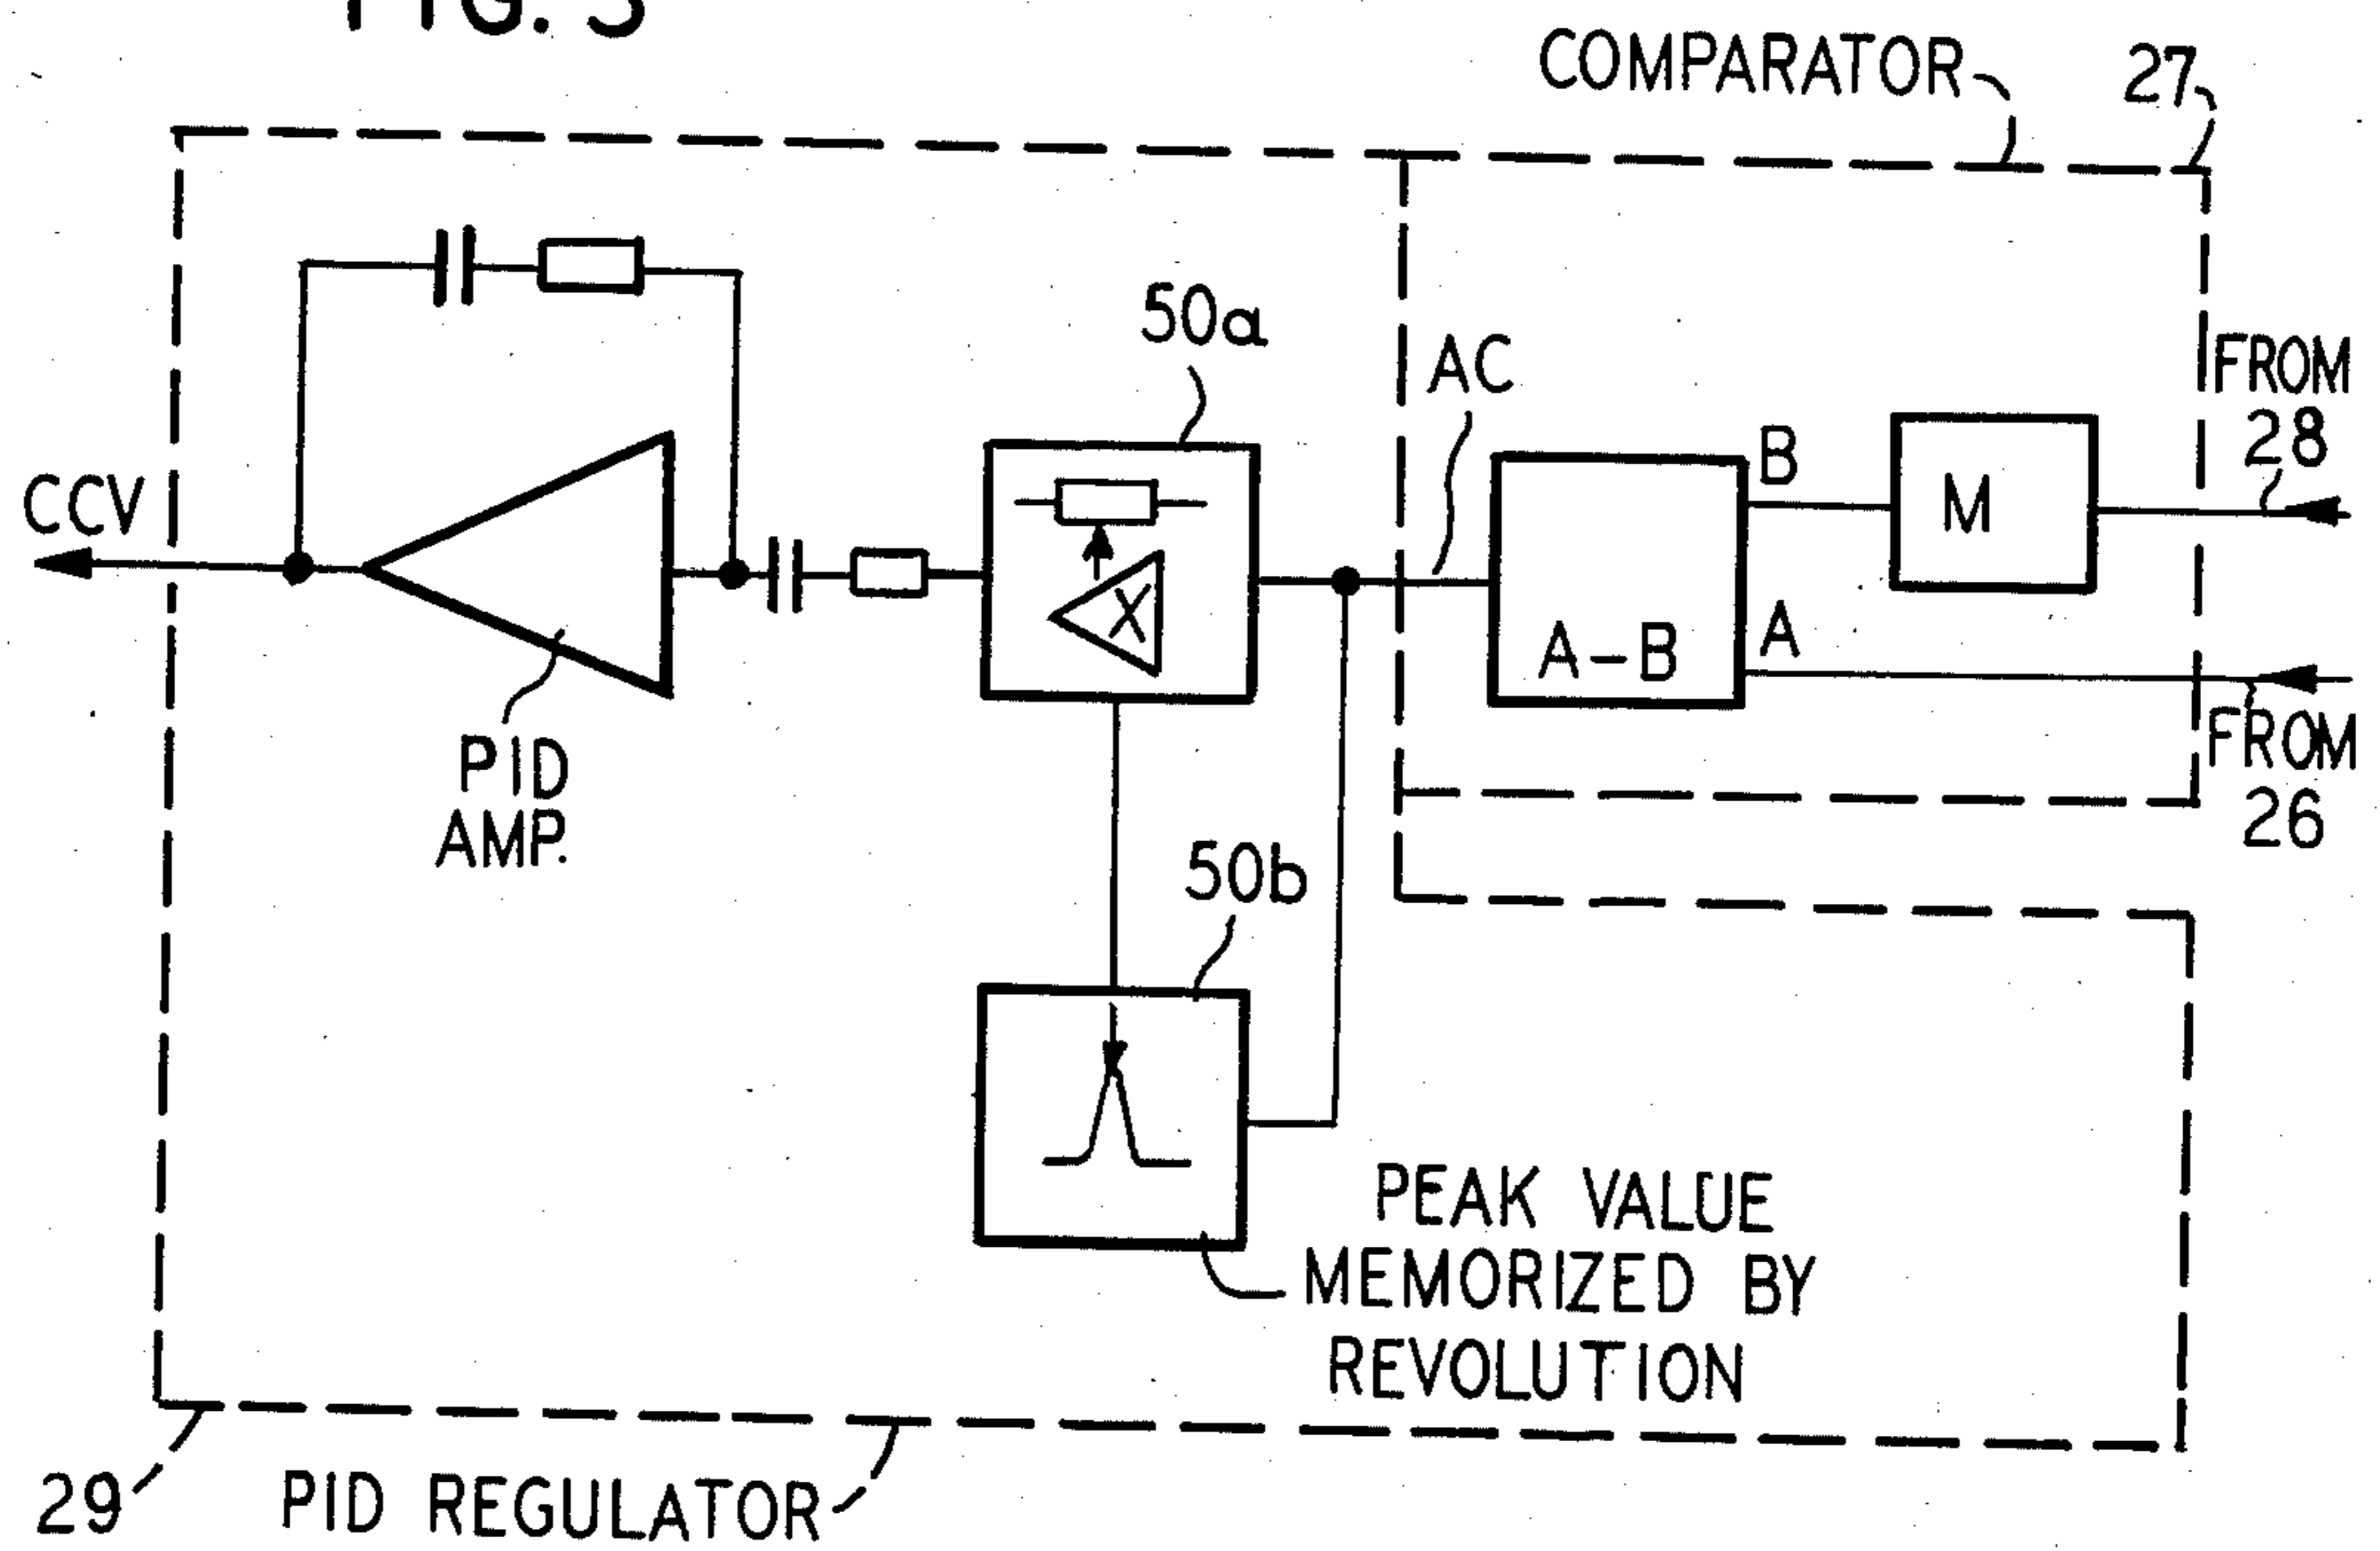 FIG. 5
COMPARATOR
27
50a
AC
FROM
28
B
M
CCV
X
A-B
A
FROM
26
PID
AMP.
50b
PEAK VALUE
MEMORIZED BY
REVOLUTION
29
PID REGULATOR